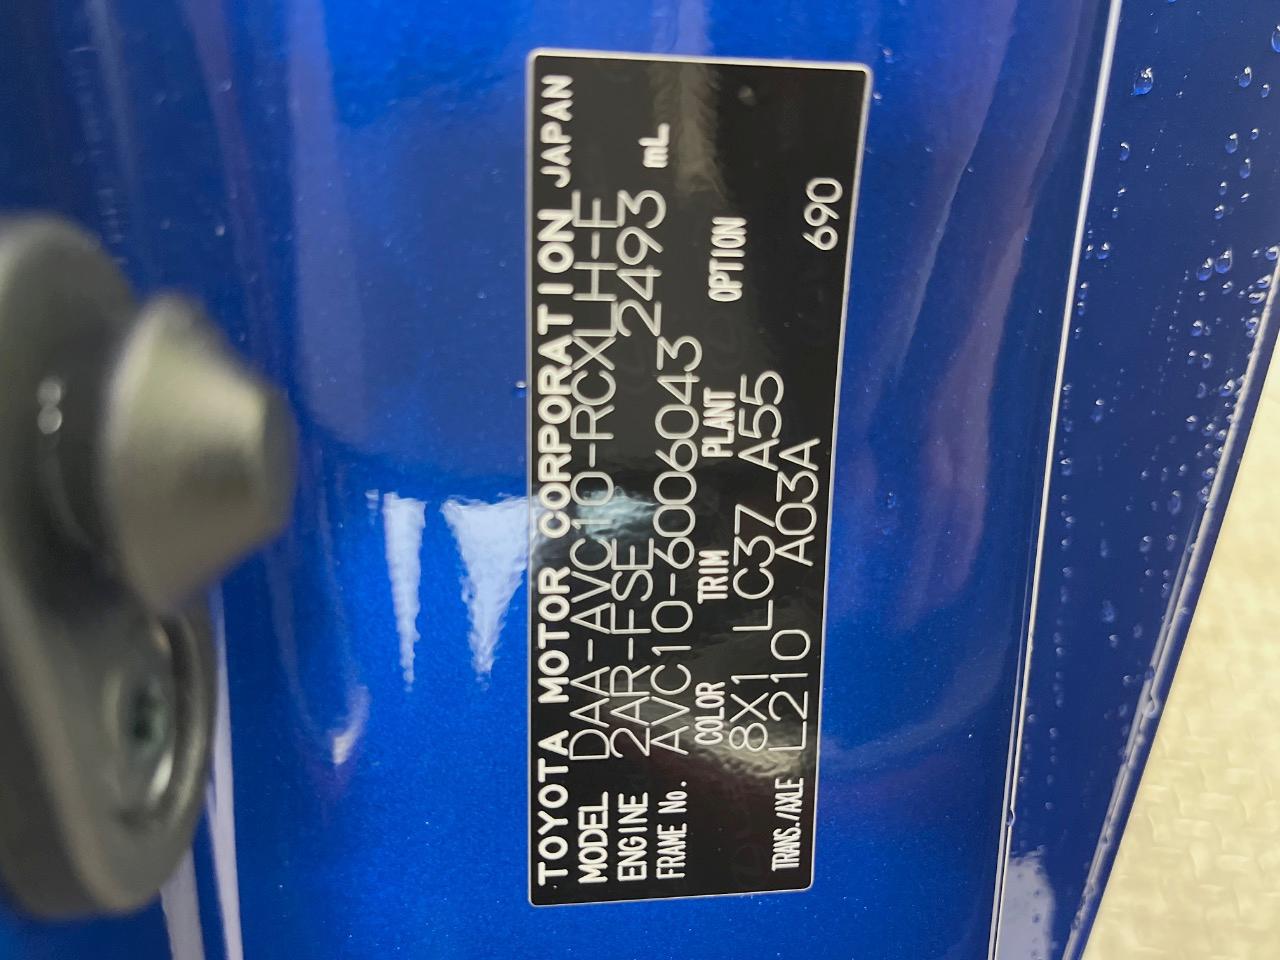 TOYOTA MOTOR CORPORATION JAPAN
MODEL DAA-AVC10-RCXLH-E
ENGINE 2AR-FSE 2493 mL
FRAME No. AVC10-6006043
COLOR TRIM PLANT OPTION
8X1 LC37 A55
TRANS./AXLE L210 A03A 690